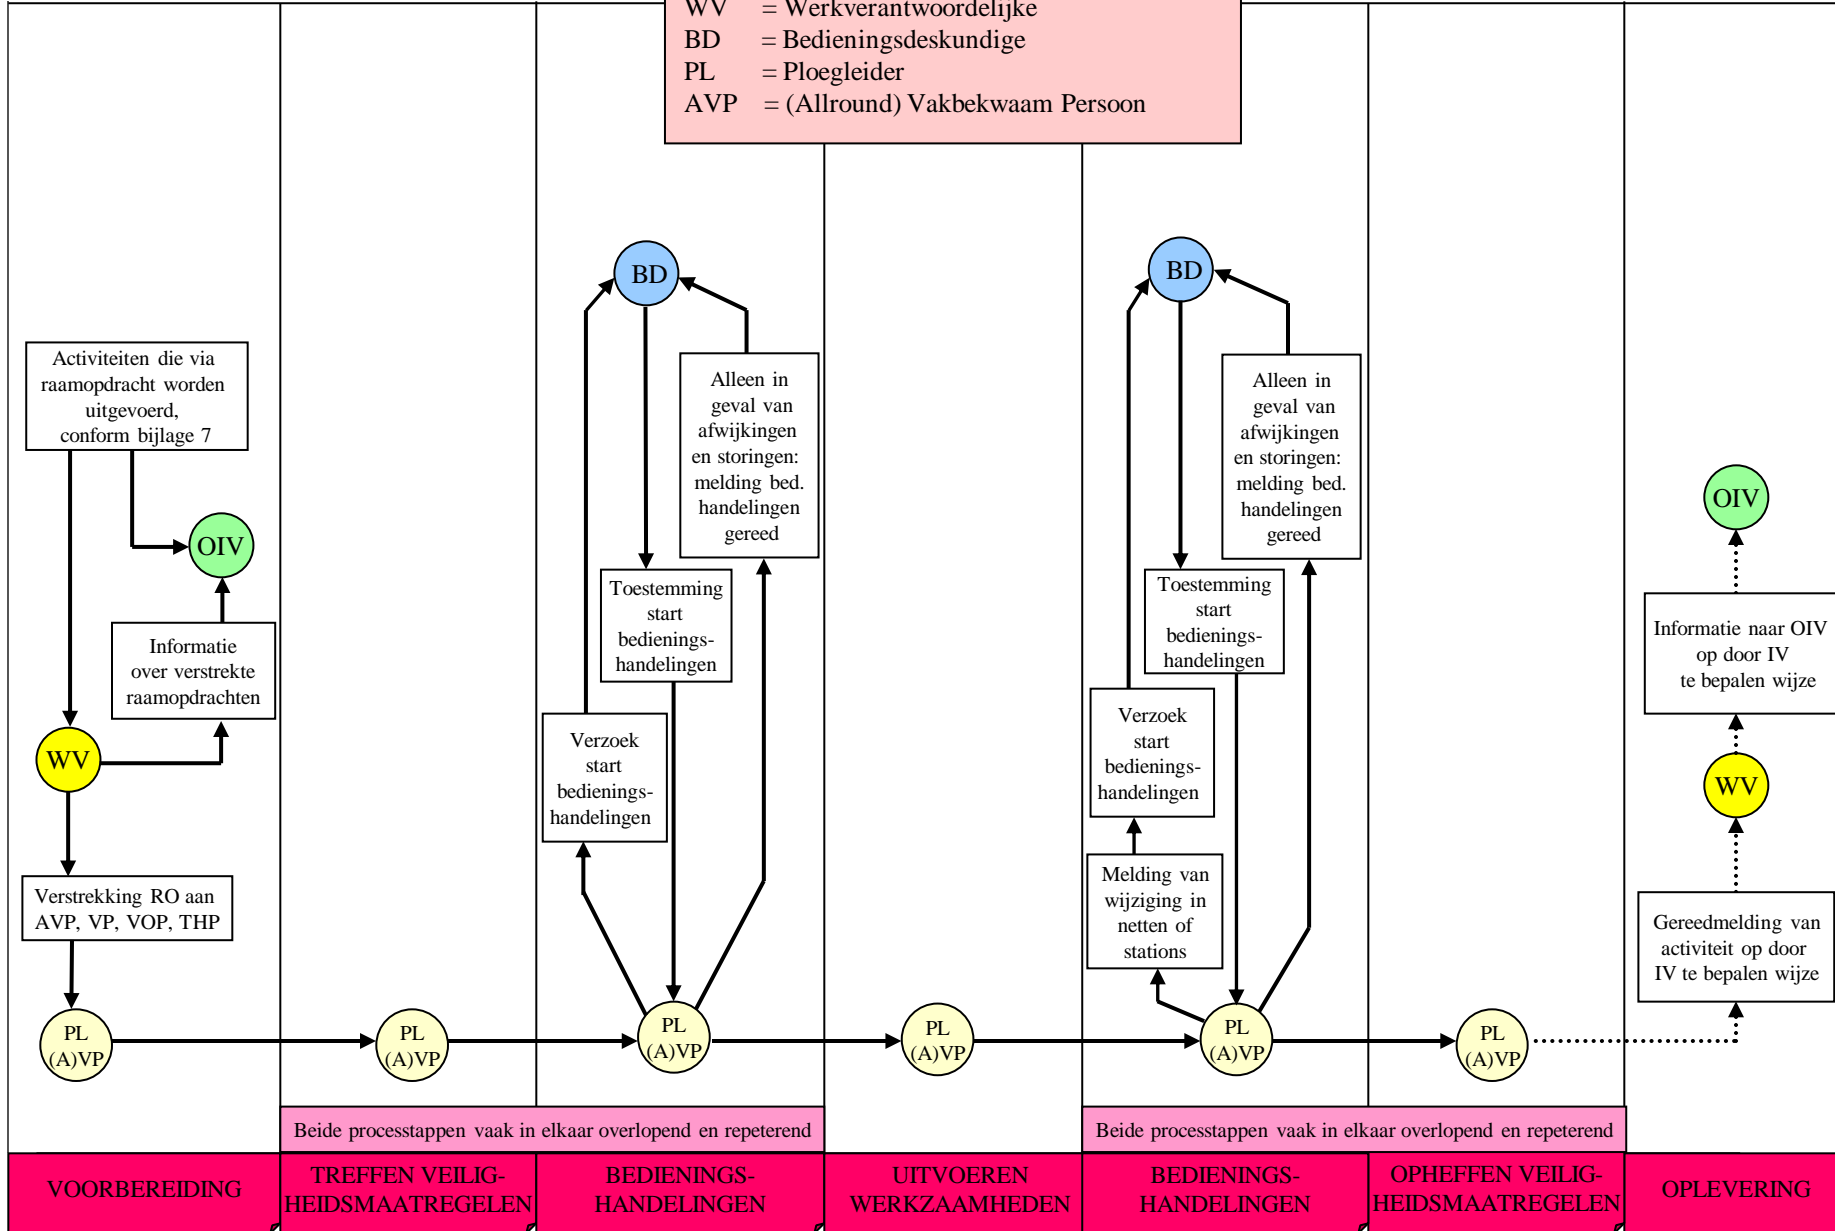 WV = Werkverantwoordelijke
BD = Bedieningsdeskundige
PL = Ploegleider
AVP = (Allround) Vakbekwaam Persoon
Activiteiten die via
raamopdracht worden
uitgevoerd,
conform bijlage 7
OIV
Informatie
over verstrekte
raamopdrachten
WV
Verstrekking RO aan
AVP, VP, VOP, THP
PL
(A)VP
PL
(A)VP
BD
Alleen in
geval van
afwijkingen
en storingen:
melding bed.
handelingen
gereed
Toestemming
start
bedienings-
handelingen
Verzoek
start
bedienings-
handelingen
PL
(A)VP
PL
(A)VP
BD
Alleen in
geval van
afwijkingen
en storingen:
melding bed.
handelingen
gereed
Toestemming
start
bedienings-
handelingen
Verzoek
start
bedienings-
handelingen
Melding van
wijziging in
netten of
stations
PL
(A)VP
PL
(A)VP
OIV
Informatie naar OIV
op door IV
te bepalen wijze
WV
Gereedmelding van
activiteit op door
IV te bepalen wijze
Beide processtappen vaak in elkaar overlopend en repeterend
Beide processtappen vaak in elkaar overlopend en repeterend
VOORBEREIDING
TREFFEN VEILIG-
HEIDSMAATREGELEN
BEDIENINGS-
HANDELINGEN
UITVOEREN
WERKZAAMHEDEN
BEDIENINGS-
HANDELINGEN
OPHEFFEN VEILIG-
HEIDSMAATREGELEN
OPLEVERING